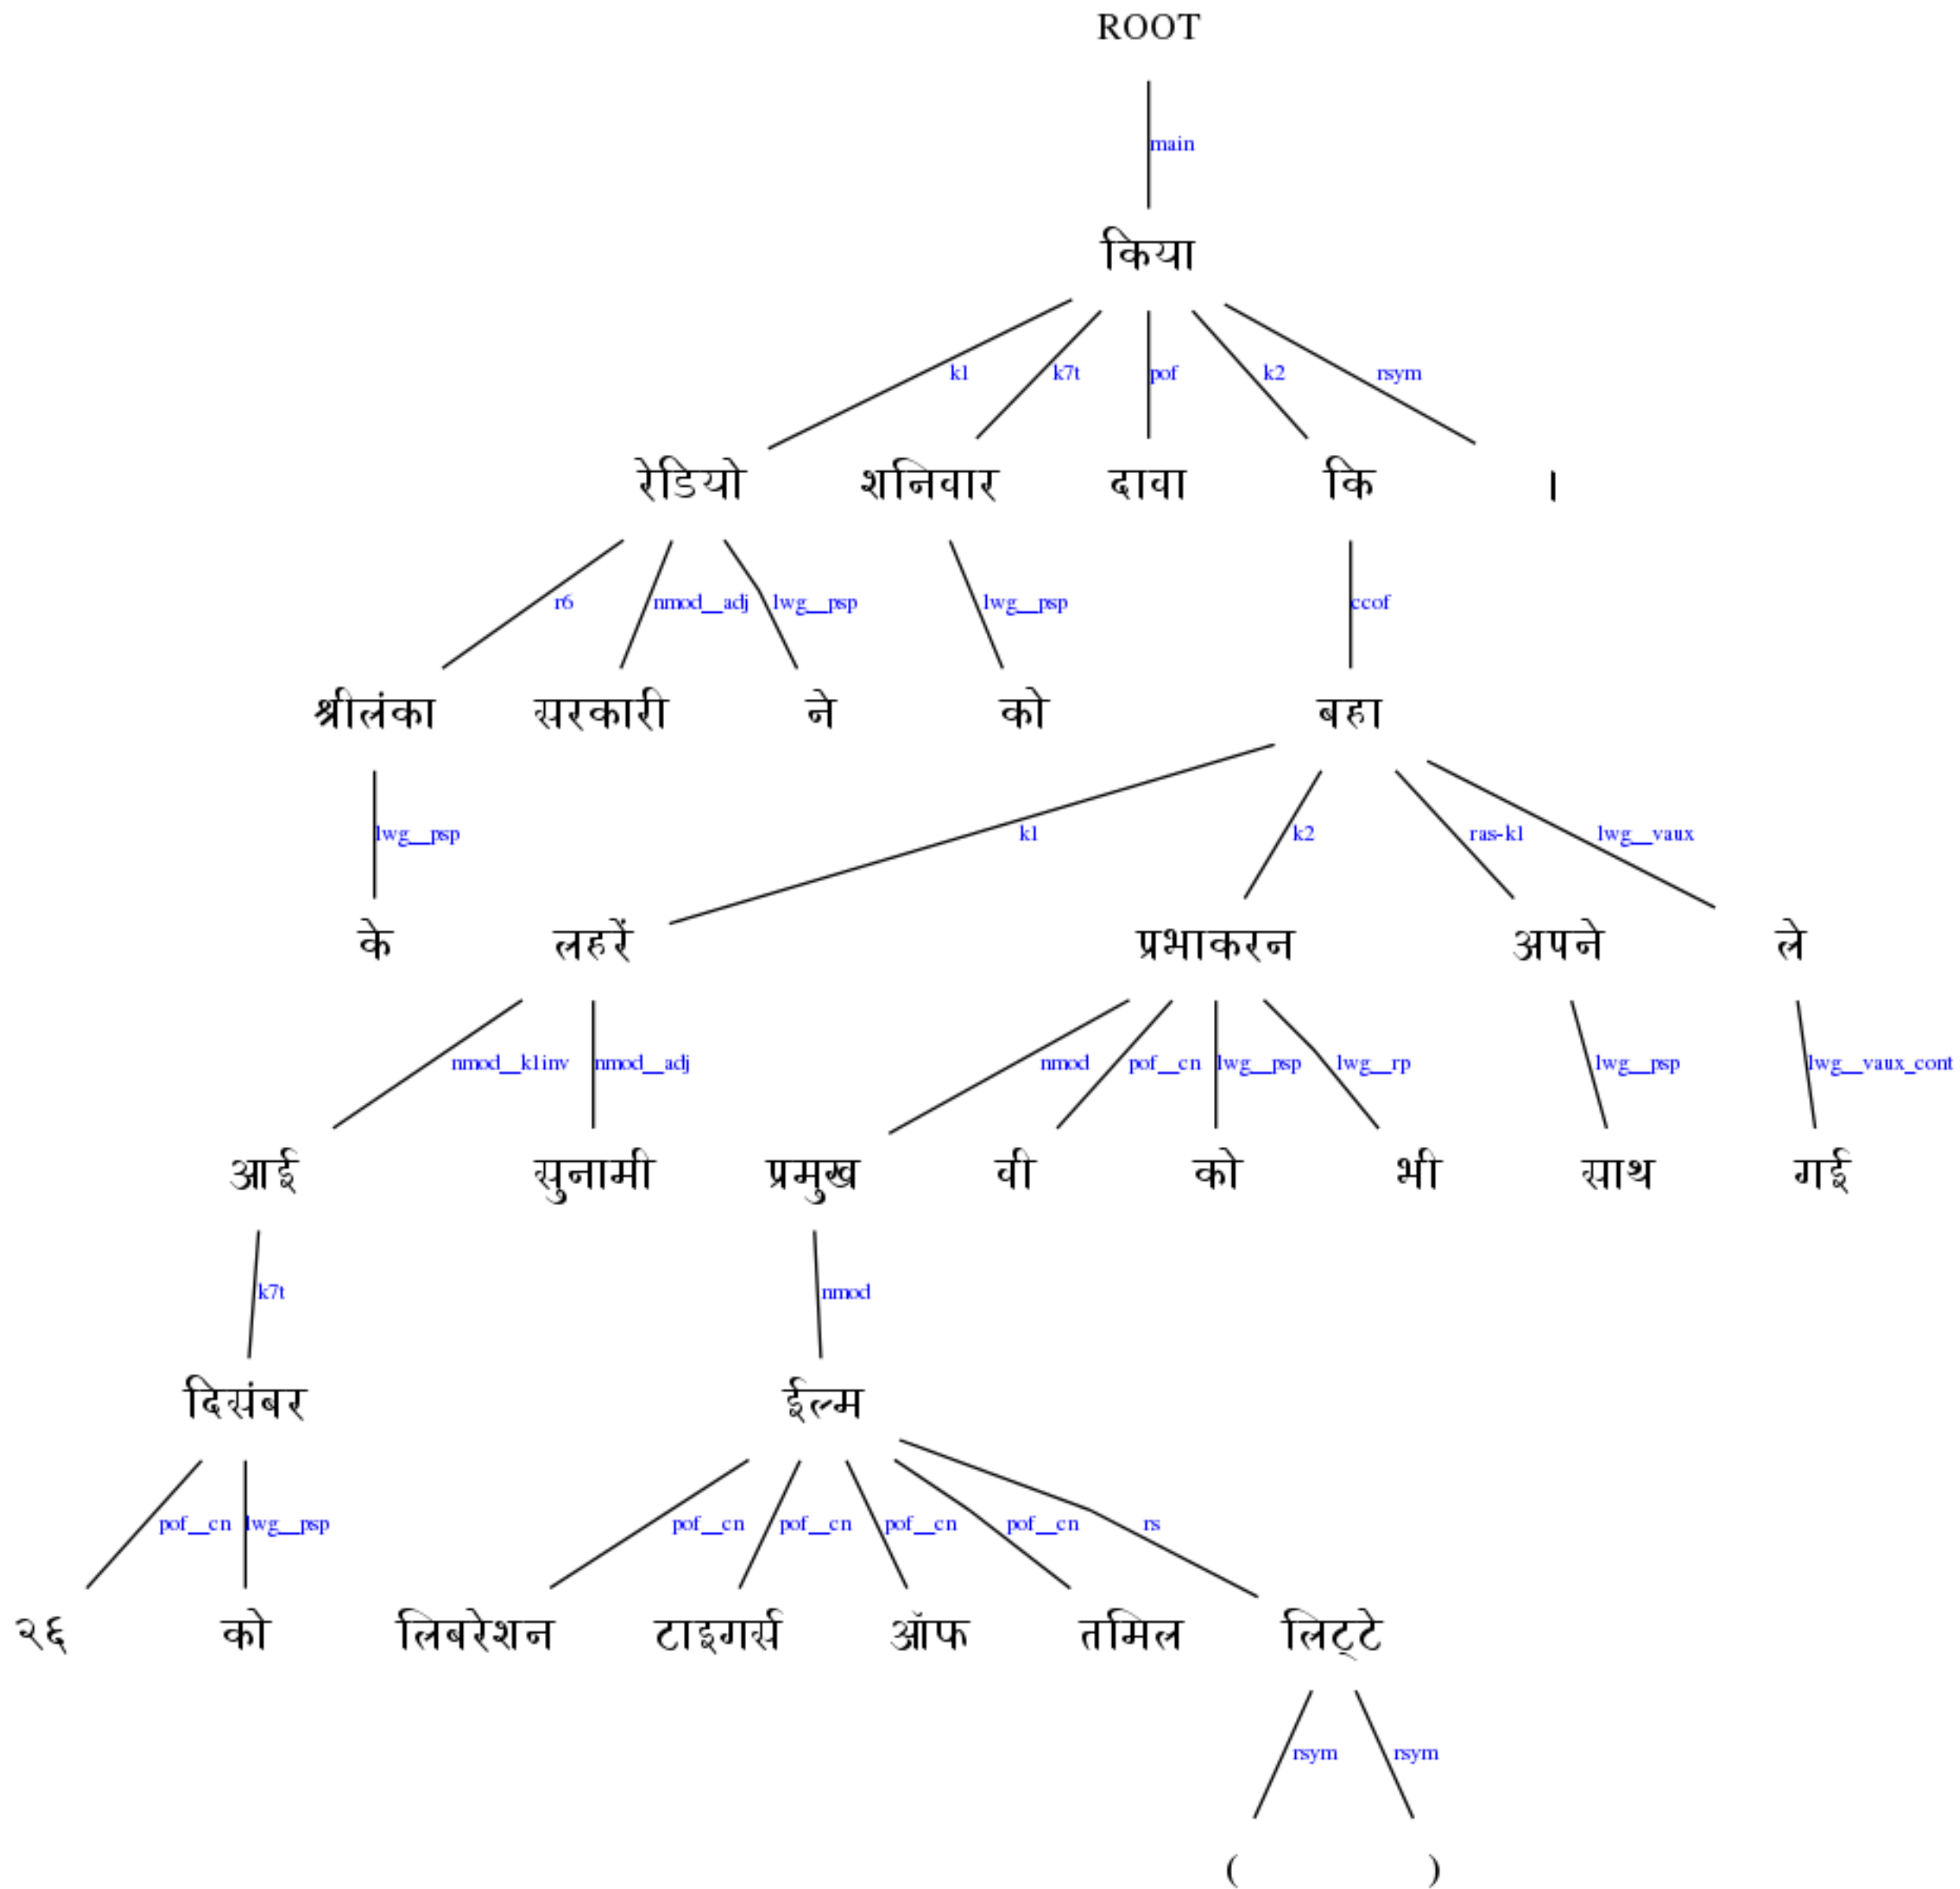 ROOT
main
किया
k1 k7t pof k2 rsym
रेडियो शनिवार दावा कि ।
r6 nmod__adj lwg__psp lwg__psp ccof
श्रीलंका सरकारी ने को बहा
lwg__psp k1 k2 ras-k1 lwg__vaux
के लहरें प्रभाकरन अपने ले
nmod__k1inv nmod__adj nmod pof__cn lwg__psp lwg__rp lwg__psp lwg__vaux_cont
आई सुनामी प्रमुख वी को भी साथ गई
k7t nmod
दिसंबर ईल्म
pof__cn lwg__psp pof__cn pof__cn pof__cn pof__cn rs
२६ को लिबरेशन टाइगर्स ऑफ तमिल लिट्टे
rsym rsym
( )